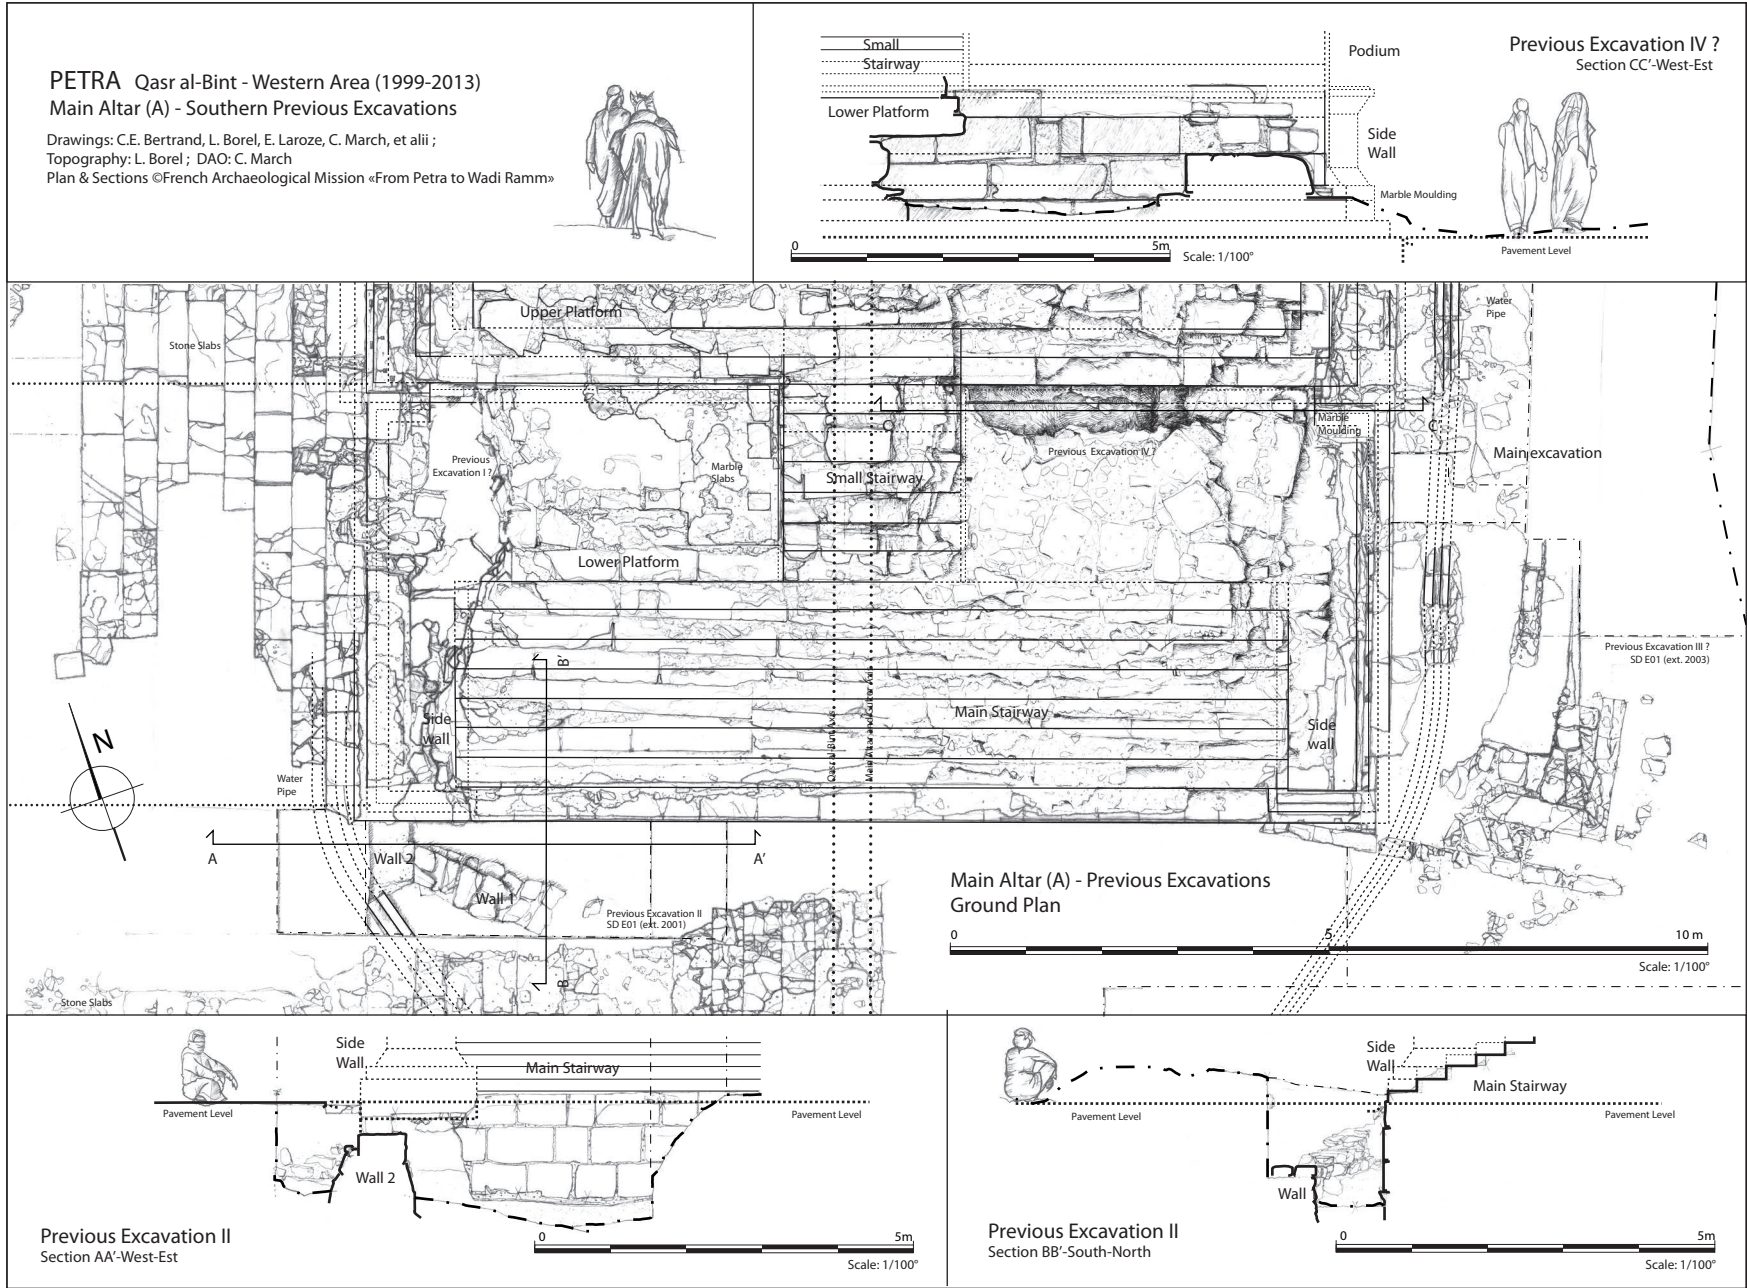 PETRA Qasr al-Bint - Western Area (1999-2013)
Main Altar (A) - Southern Previous Excavations
Drawings: C.E. Bertrand, L. Borel, E. Laroze, C. March, et alii ;
Topography: L. Borel ; DAO: C. March
Plan & Sections ©French Archaeological Mission «From Petra to Wadi Ramm»
Previous Excavation IV ?
Section CC'-West-Est
Small
Stairway
Podium
Lower Platform
Side
Wall
Marble Moulding
Pavement Level
0
5m
Scale: 1/100°
Upper Platform
Water
Pipe
Stone Slabs
Marble
Moulding
C
C'
Previous
Excavation I ?
Marble
Slabs
Small Stairway
Previous Excavation IV ?
Main excavation
Lower Platform
Previous Excavation III ?
SD E01 (ext. 2003)
B'
Side
wall
Main Stairway
Side
wall
Qasr al-Bint Axis
N
Water
Pipe
A
A'
Wall 2
Wall 1
Previous Excavation II
SD E01 (ext. 2001)
B
Stone Slabs
Main Altar (A) - Previous Excavations
Ground Plan
0
5
10 m
Scale: 1/100°
Side
Wall
Main Stairway
Pavement Level
Pavement Level
Wall 2
Previous Excavation II
Section AA'-West-Est
0
5m
Scale: 1/100°
Side
Wall
Main Stairway
Pavement Level
Pavement Level
Wall
Previous Excavation II
Section BB'-South-North
0
5m
Scale: 1/100°